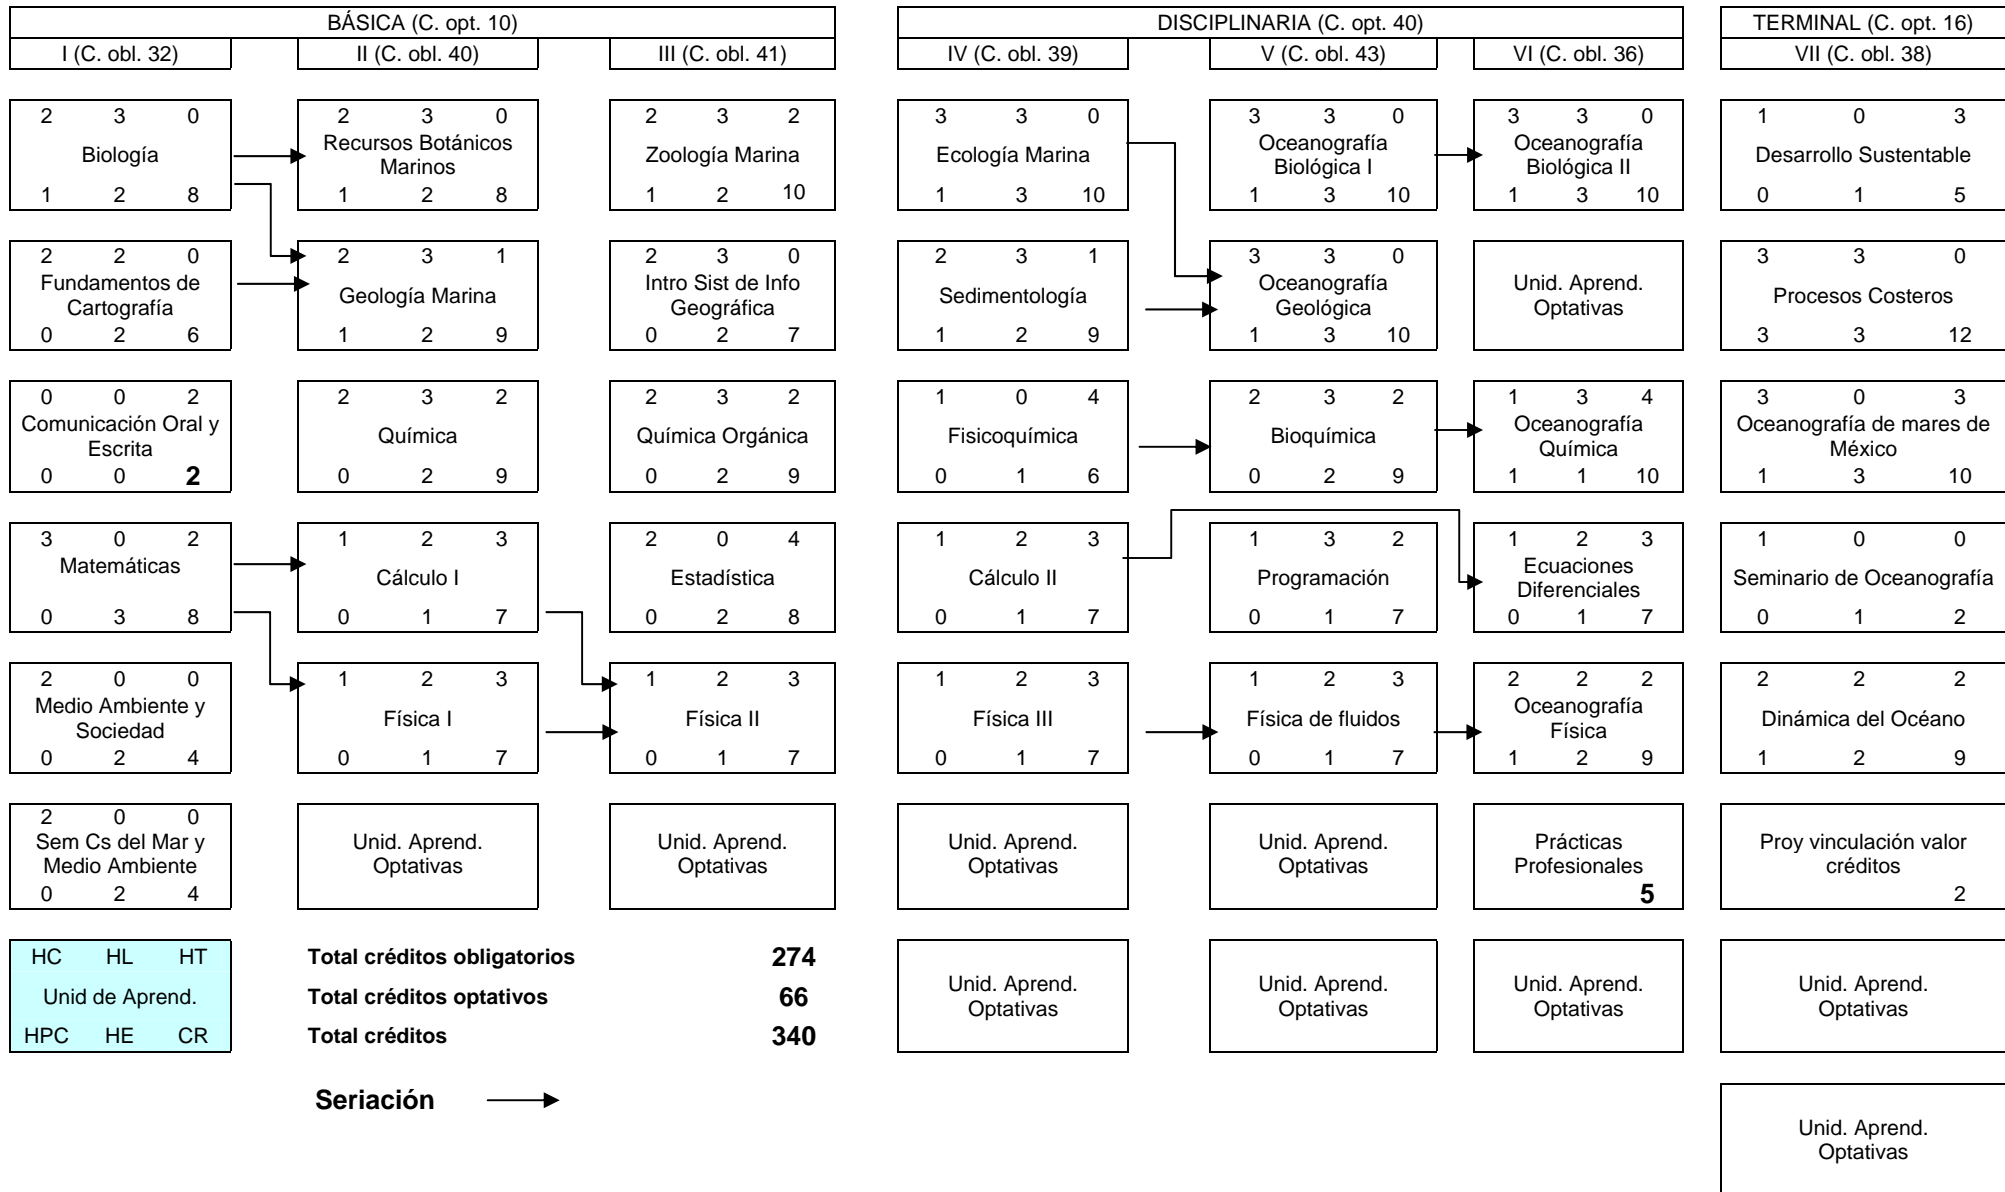 BÁSICA (C. opt. 10)
DISCIPLINARIA (C. opt. 40)
TERMINAL (C. opt. 16)
I (C. obl. 32)
II (C. obl. 40)
III (C. obl. 41)
IV (C. obl. 39)
V (C. obl. 43)
VI (C. obl. 36)
VII (C. obl. 38)
2 3 0
Biología
1 2 8
2 3 0
Recursos Botánicos
Marinos
1 2 8
2 3 2
Zoología Marina
1 2 10
3 3 0
Ecología Marina
1 3 10
3 3 0
Oceanografía
Biológica I
1 3 10
3 3 0
Oceanografía
Biológica II
1 3 10
1 0 3
Desarrollo Sustentable
0 1 5
2 2 0
Fundamentos de
Cartografía
0 2 6
2 3 1
Geología Marina
1 2 9
2 3 0
Intro Sist de Info
Geográfica
0 2 7
2 3 1
Sedimentología
1 2 9
3 3 0
Oceanografía
Geológica
1 3 10
Unid. Aprend.
Optativas
3 3 0
Procesos Costeros
3 3 12
0 0 2
Comunicación Oral y
Escrita
0 0 2
2 3 2
Química
0 2 9
2 3 2
Química Orgánica
0 2 9
1 0 4
Fisicoquímica
0 1 6
2 3 2
Bioquímica
0 2 9
1 3 4
Oceanografía
Química
1 1 10
3 0 3
Oceanografía de mares de
México
1 3 10
3 0 2
Matemáticas
0 3 8
1 2 3
Cálculo I
0 1 7
2 0 4
Estadística
0 2 8
1 2 3
Cálculo II
0 1 7
1 3 2
Programación
0 1 7
1 2 3
Ecuaciones
Diferenciales
0 1 7
1 0 0
Seminario de Oceanografía
0 1 2
2 0 0
Medio Ambiente y
Sociedad
0 2 4
1 2 3
Física I
0 1 7
1 2 3
Física II
0 1 7
1 2 3
Física III
0 1 7
1 2 3
Física de fluidos
0 1 7
2 2 2
Oceanografía
Física
1 2 9
2 2 2
Dinámica del Océano
1 2 9
2 0 0
Sem Cs del Mar y
Medio Ambiente
0 2 4
Unid. Aprend.
Optativas
Unid. Aprend.
Optativas
Unid. Aprend.
Optativas
Unid. Aprend.
Optativas
Prácticas
Profesionales
5
Proy vinculación valor
créditos
2
HC HL HT
Unid de Aprend.
HPC HE CR
Total créditos obligatorios 274
Total créditos optativos 66
Total créditos 340
Unid. Aprend.
Optativas
Unid. Aprend.
Optativas
Unid. Aprend.
Optativas
Unid. Aprend.
Optativas
Seriación
Unid. Aprend.
Optativas